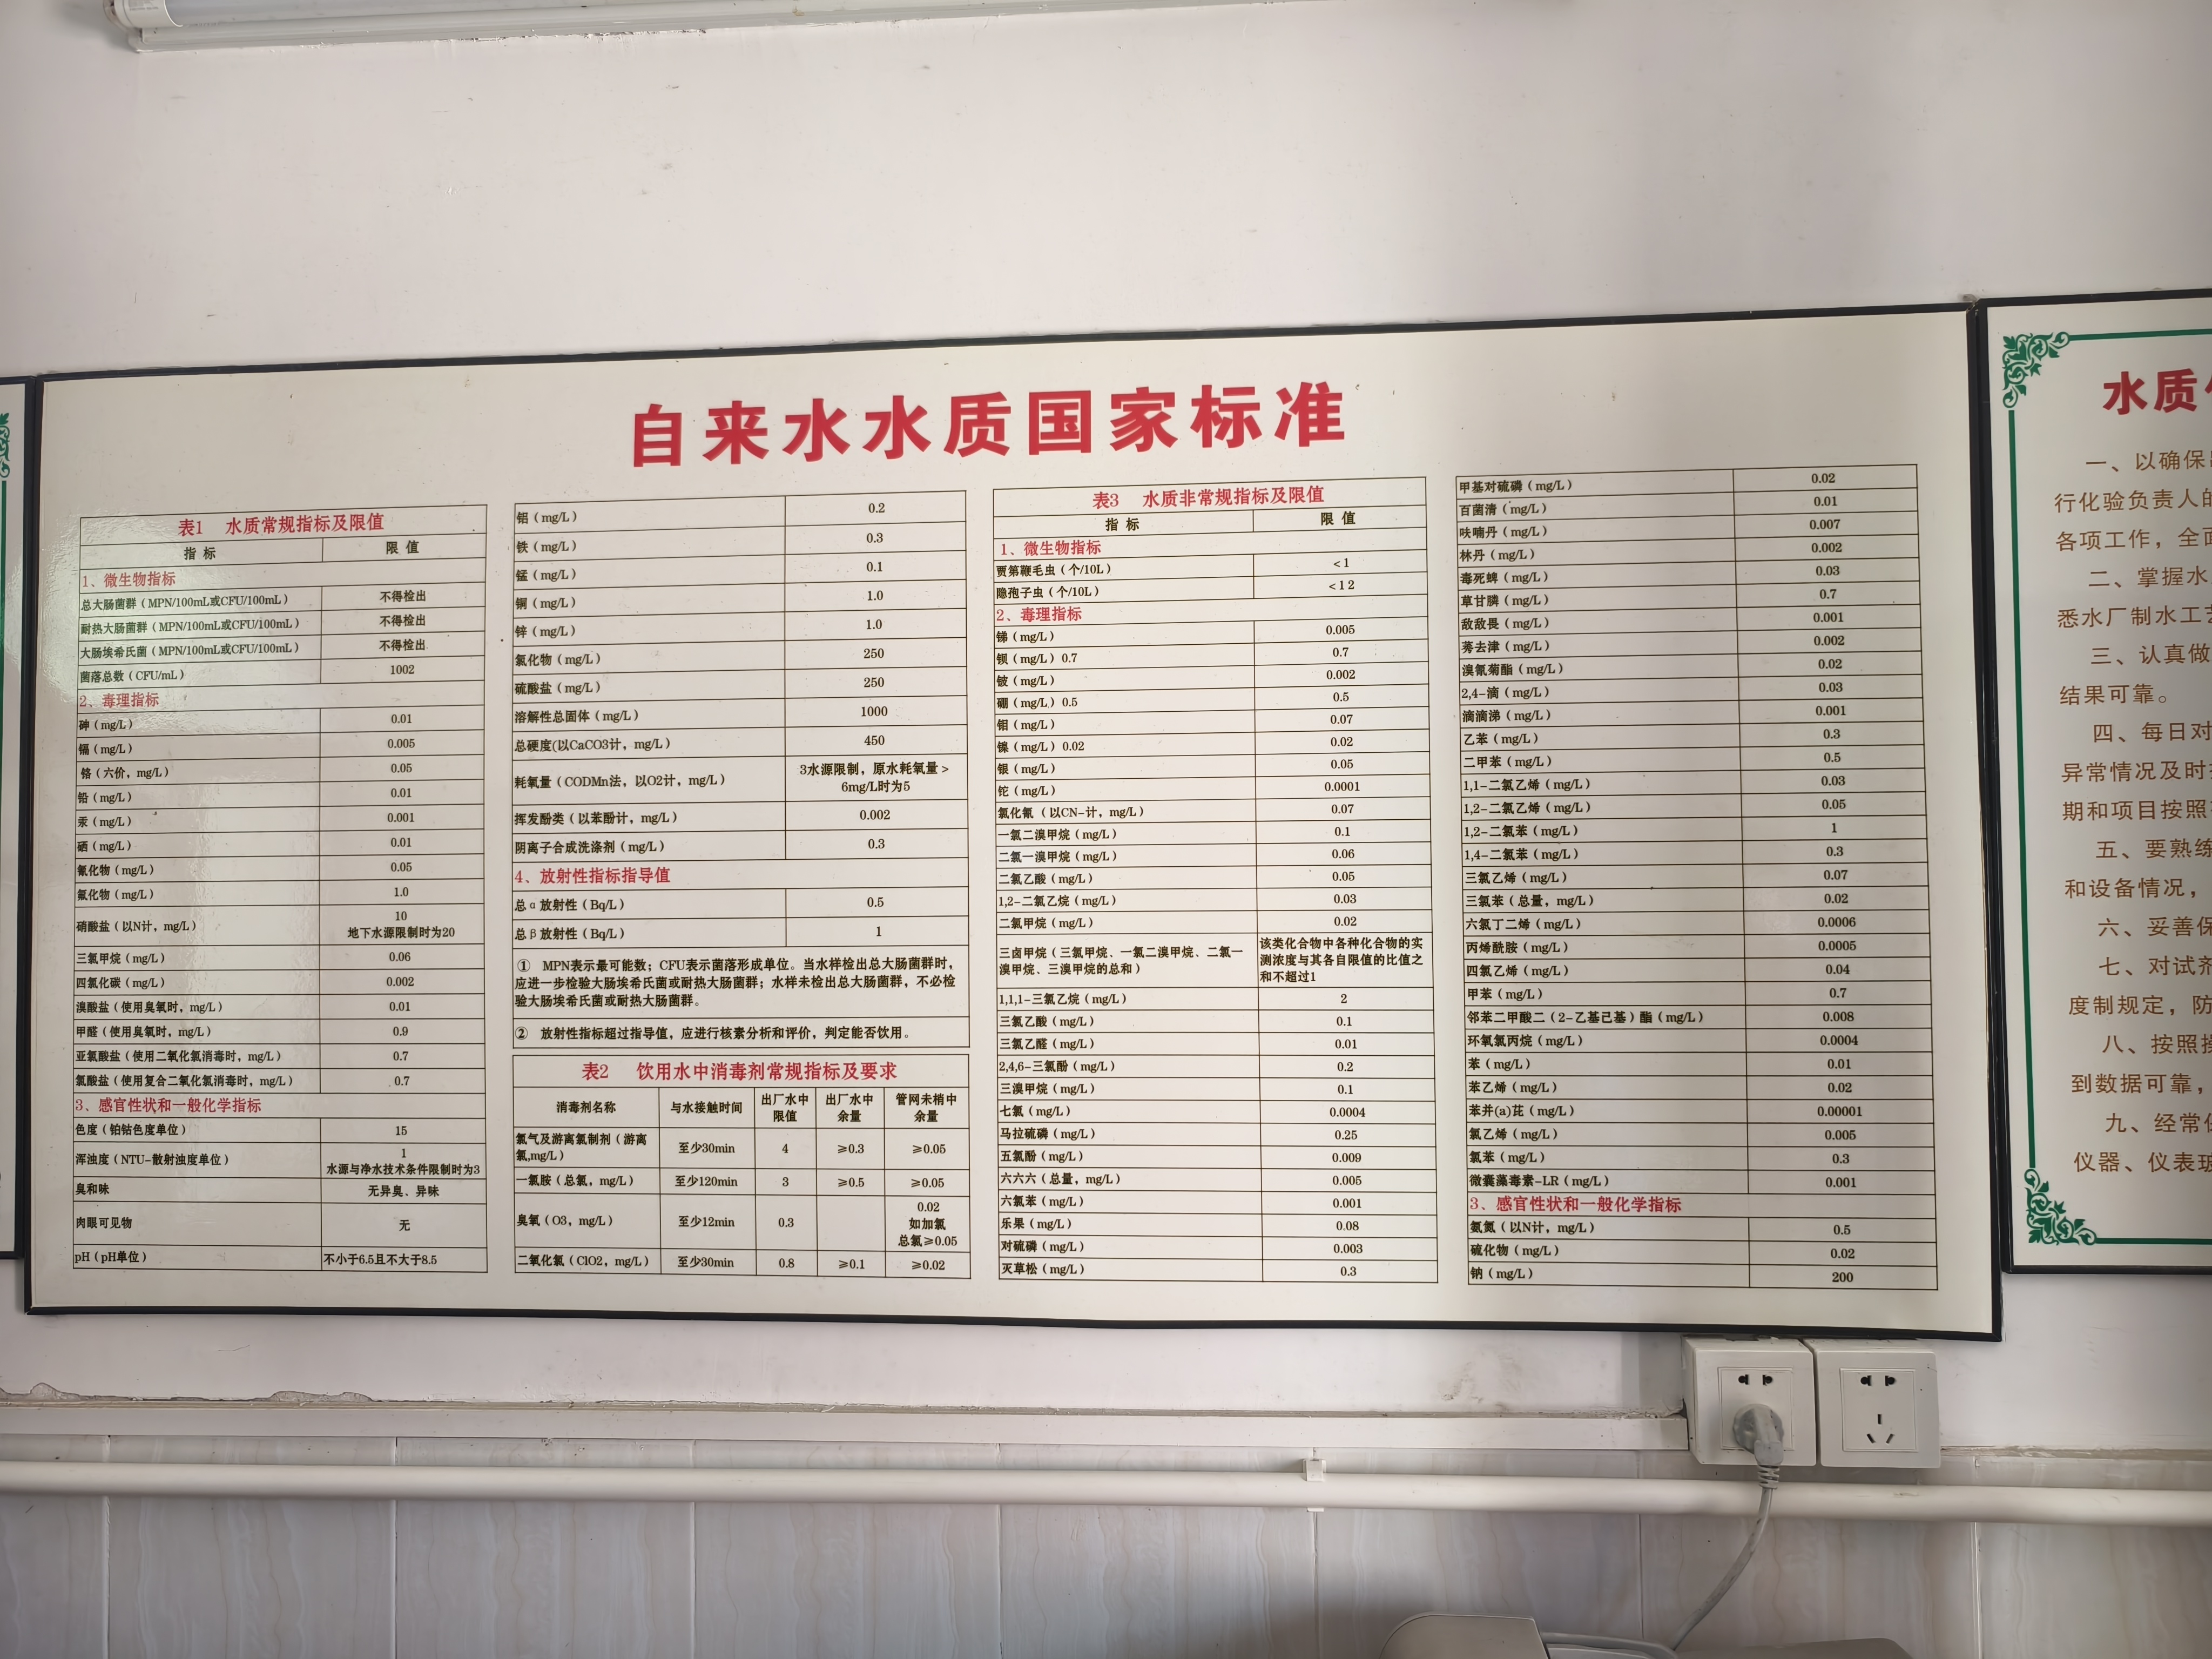 自来水水质国家标准
表1 水质常规指标及限值
指 标 限 值
1、微生物指标
总大肠菌群（MPN/100mL或CFU/100mL） 不得检出
耐热大肠菌群（MPN/100mL或CFU/100mL） 不得检出
大肠埃希氏菌（MPN/100mL或CFU/100mL） 不得检出
菌落总数（CFU/mL） 1002
2、毒理指标
砷（mg/L） 0.01
镉（mg/L） 0.005
铬（六价，mg/L） 0.05
铅（mg/L） 0.01
汞（mg/L） 0.001
硒（mg/L） 0.01
氰化物（mg/L） 0.05
氟化物（mg/L） 1.0
硝酸盐（以N计，mg/L） 10
地下水源限制时为20
三氯甲烷（mg/L） 0.06
四氯化碳（mg/L） 0.002
溴酸盐（使用臭氧时，mg/L） 0.01
甲醛（使用臭氧时，mg/L） 0.9
亚氯酸盐（使用二氧化氯消毒时，mg/L） 0.7
氯酸盐（使用复合二氧化氯消毒时，mg/L） 0.7
3、感官性状和一般化学指标
色度（铂钴色度单位） 15
浑浊度（NTU-散射浊度单位） 1
水源与净水技术条件限制时为3
臭和味 无异臭、异味
肉眼可见物 无
pH（pH单位） 不小于6.5且不大于8.5
铝（mg/L） 0.2
铁（mg/L） 0.3
锰（mg/L） 0.1
铜（mg/L） 1.0
锌（mg/L） 1.0
氯化物（mg/L） 250
硫酸盐（mg/L） 250
溶解性总固体（mg/L） 1000
总硬度(以CaCO3计，mg/L） 450
耗氧量（CODMn法，以O2计，mg/L） 3水源限制，原水耗氧量＞
6mg/L时为5
挥发酚类（以苯酚计，mg/L） 0.002
阴离子合成洗涤剂（mg/L） 0.3
4、放射性指标指导值
总α放射性（Bq/L） 0.5
总β放射性（Bq/L） 1
① MPN表示最可能数；CFU表示菌落形成单位。当水样检出总大肠菌群时，
应进一步检验大肠埃希氏菌或耐热大肠菌群；水样未检出总大肠菌群，不必检
验大肠埃希氏菌或耐热大肠菌群。
② 放射性指标超过指导值，应进行核素分析和评价，判定能否饮用。
表2 饮用水中消毒剂常规指标及要求
消毒剂名称 与水接触时间 出厂水中限值 出厂水中余量 管网未梢中余量
氯气及游离氯制剂（游离氯,mg/L） 至少30min 4 ≥0.3 ≥0.05
一氯胺（总氯，mg/L） 至少120min 3 ≥0.5 ≥0.05
臭氧（O3，mg/L） 至少12min 0.3 0.02
如加氯
总氯≥0.05
二氧化氯（ClO2，mg/L） 至少30min 0.8 ≥0.1 ≥0.02
表3 水质非常规指标及限值
指 标 限 值
1、微生物指标
贾第鞭毛虫（个/10L） ＜1
隐孢子虫（个/10L） ＜1 2
2、毒理指标
锑（mg/L） 0.005
钡（mg/L）0.7 0.7
铍（mg/L） 0.002
硼（mg/L）0.5 0.5
钼（mg/L） 0.07
镍（mg/L）0.02 0.02
银（mg/L） 0.05
铊（mg/L） 0.0001
氯化氰（以CN-计，mg/L） 0.07
一氯二溴甲烷（mg/L） 0.1
二氯一溴甲烷（mg/L） 0.06
二氯乙酸（mg/L） 0.05
1,2-二氯乙烷（mg/L） 0.03
二氯甲烷（mg/L） 0.02
三卤甲烷（三氯甲烷、一氯二溴甲烷、二氯一溴甲烷、三溴甲烷的总和） 该类化合物中各种化合物的实
测浓度与其各自限值的比值之
和不超过1
1,1,1-三氯乙烷（mg/L） 2
三氯乙酸（mg/L） 0.1
三氯乙醛（mg/L） 0.01
2,4,6-三氯酚（mg/L） 0.2
三溴甲烷（mg/L） 0.1
七氯（mg/L） 0.0004
马拉硫磷（mg/L） 0.25
五氯酚（mg/L） 0.009
六六六（总量，mg/L） 0.005
六氯苯（mg/L） 0.001
乐果（mg/L） 0.08
对硫磷（mg/L） 0.003
灭草松（mg/L） 0.3
甲基对硫磷（mg/L） 0.02
百菌清（mg/L） 0.01
呋喃丹（mg/L） 0.007
林丹（mg/L） 0.002
毒死蜱（mg/L） 0.03
草甘膦（mg/L） 0.7
敌敌畏（mg/L） 0.001
莠去津（mg/L） 0.002
溴氰菊酯（mg/L） 0.02
2,4-滴（mg/L） 0.03
滴滴涕（mg/L） 0.001
乙苯（mg/L） 0.3
二甲苯（mg/L） 0.5
1,1-二氯乙烯（mg/L） 0.03
1,2-二氯乙烯（mg/L） 0.05
1,2-二氯苯（mg/L） 1
1,4-二氯苯（mg/L） 0.3
三氯乙烯（mg/L） 0.07
三氯苯（总量，mg/L） 0.02
六氯丁二烯（mg/L） 0.0006
丙烯酰胺（mg/L） 0.0005
四氯乙烯（mg/L） 0.04
甲苯（mg/L） 0.7
邻苯二甲酸二（2-乙基己基）酯（mg/L） 0.008
环氧氯丙烷（mg/L） 0.0004
苯（mg/L） 0.01
苯乙烯（mg/L） 0.02
苯并(a)芘（mg/L） 0.00001
氯乙烯（mg/L） 0.005
氯苯（mg/L） 0.3
微囊藻毒素-LR（mg/L） 0.001
3、感官性状和一般化学指标
氨氮（以N计，mg/L） 0.5
硫化物（mg/L） 0.02
钠（mg/L） 200
水质
一、以确保
行化验负责人的
各项工作，全面
二、掌握水
悉水厂制水工
三、认真做
结果可靠。
四、每日对
异常情况及时
期和项目按照
五、要熟练
和设备情况，
六、妥善保
七、对试剂
度制规定，防
八、按照操
到数据可靠，
九、经常保
仪器、仪表玻